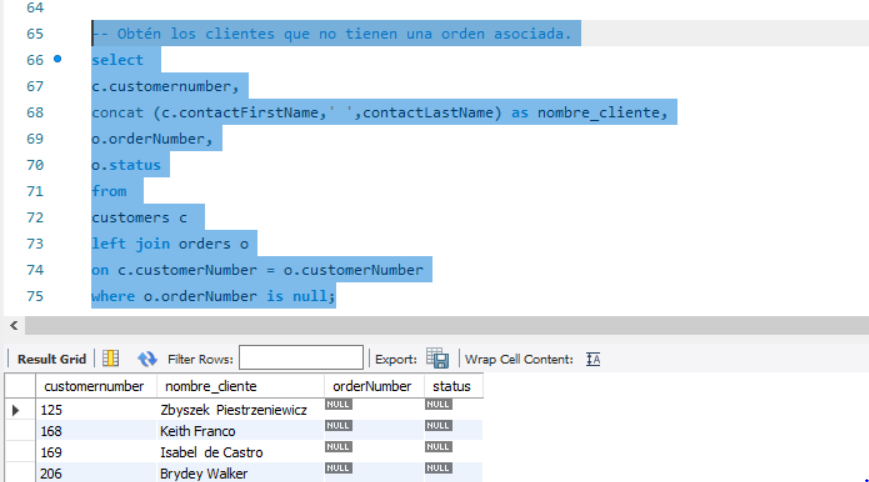 64
65 -- Obtén los clientes que no tienen una orden asociada.
66 select
67 c.customernumber,
68 concat (c.contactFirstName,' ',contactLastName) as nombre_cliente,
69 o.orderNumber,
70 o.status
71 from
72 customers c
73 left join orders o
74 on c.customerNumber = o.customerNumber
75 where o.orderNumber is null;
Result Grid Filter Rows: Export: Wrap Cell Content: IA
customernumber nombre_cliente orderNumber status
125 Zbyszek Piestrzeniewicz NULL NULL
168 Keith Franco NULL NULL
169 Isabel de Castro NULL NULL
206 Brydey Walker NULL NULL